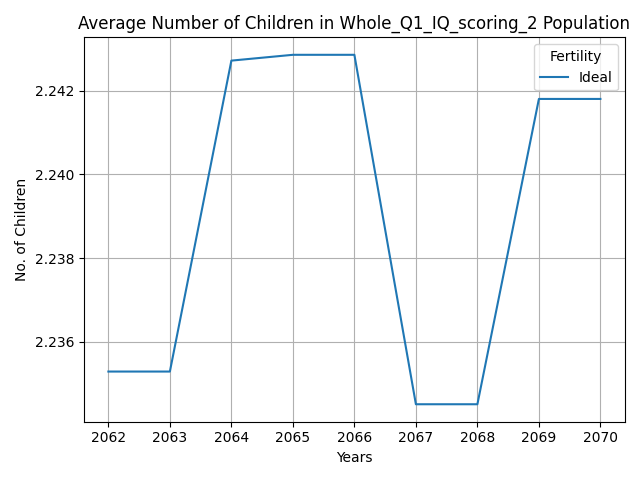 Average Number of Children in Whole_Q1_IQ_scoring_2 Population
Fertility
Ideal
2.242
2.240
2.238
2.236
No. of Children
2062 2063 2064 2065 2066 2067 2068 2069 2070
Years